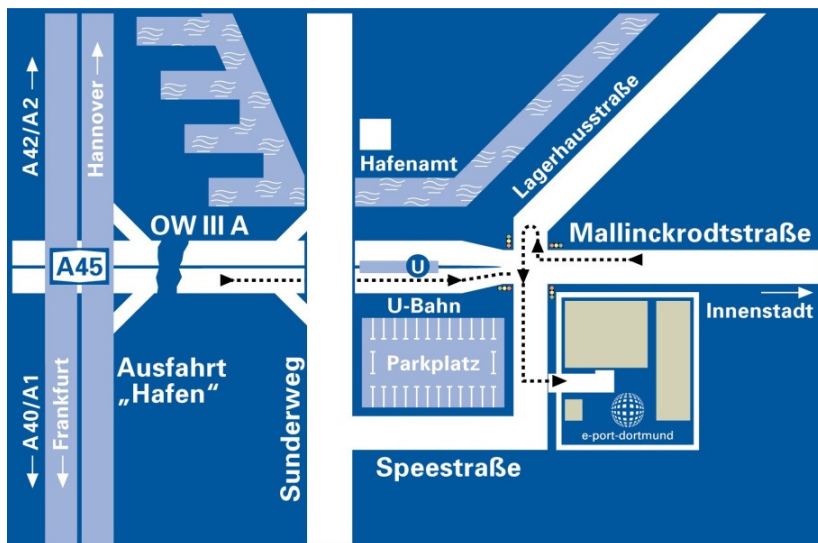 A42/A2
Hannover
Hafenamt
Lagerhausstraße
OW III A
Mallinckrodtstraße
A45
U
U-Bahn
Innenstadt
Ausfahrt
„Hafen“
Parkplatz
A40/A1
Frankfurt
Sunderweg
e-port-dortmund
Speestraße